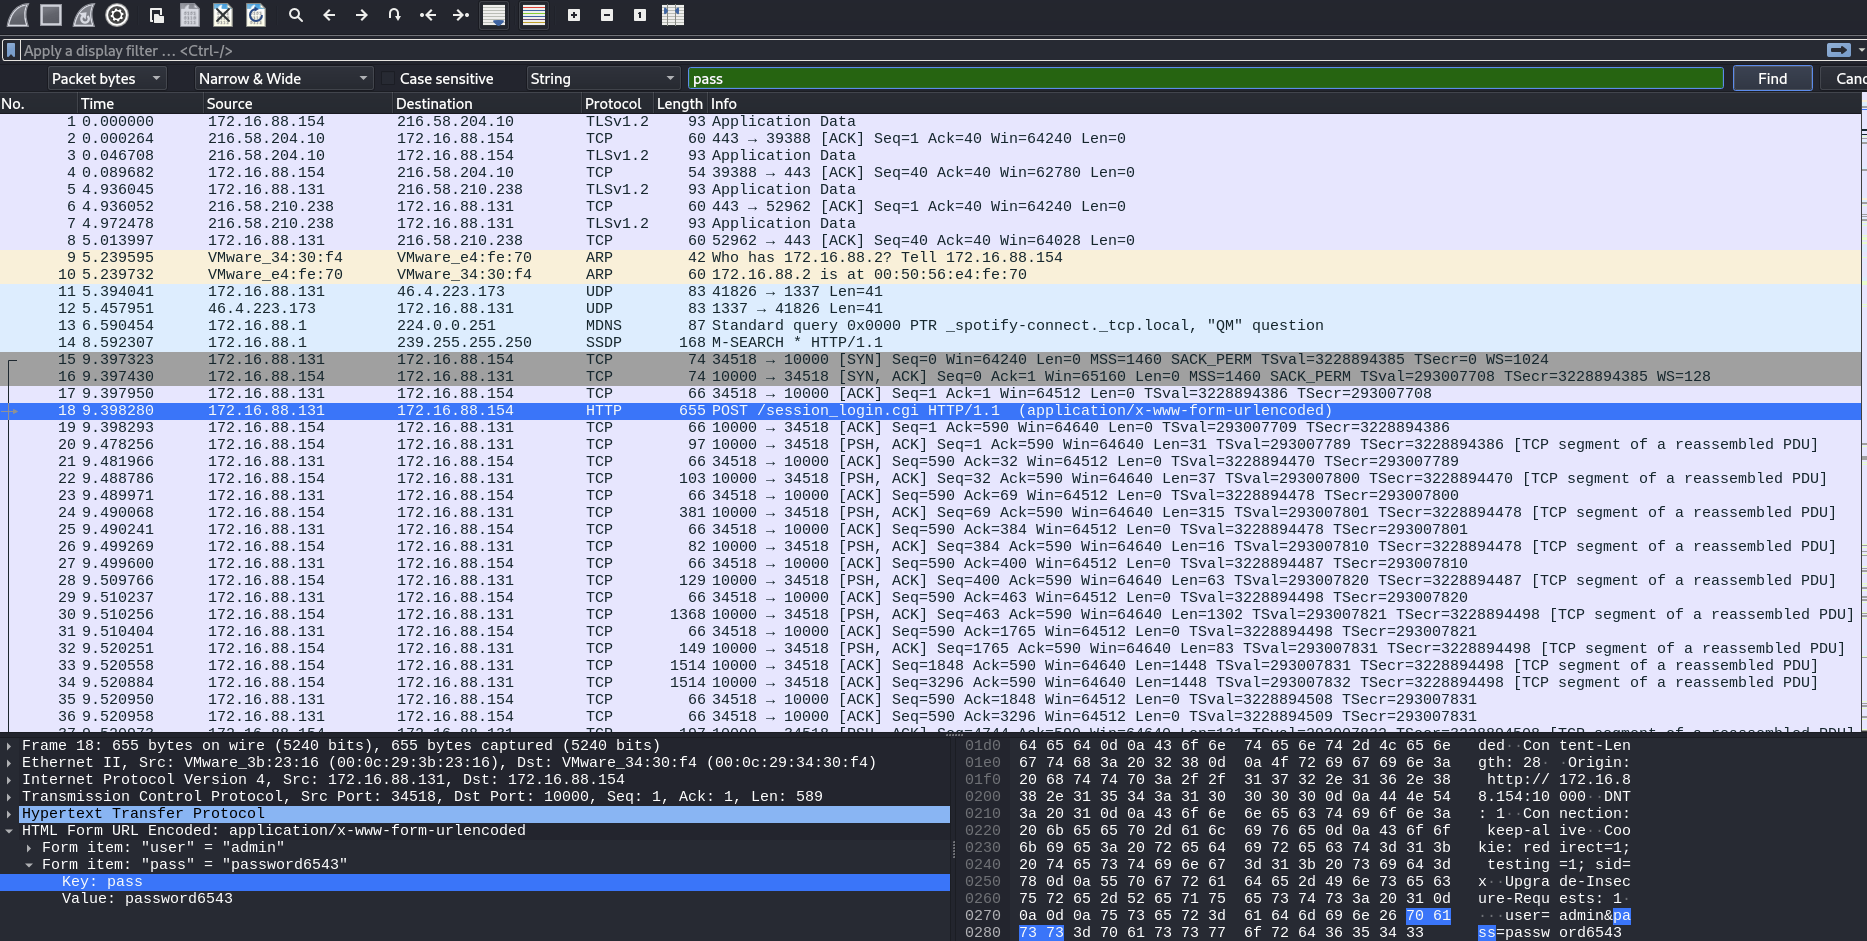 Apply a display filter … <Ctrl-/>
Packet bytes Narrow & Wide Case sensitive String pass Find Canc
No. Time Source Destination Protocol Length Info
1 0.000000 172.16.88.154 216.58.204.10 TLSv1.2 93 Application Data
2 0.000264 216.58.204.10 172.16.88.154 TCP 60 443 → 39388 [ACK] Seq=1 Ack=40 Win=64240 Len=0
3 0.046708 216.58.204.10 172.16.88.154 TLSv1.2 93 Application Data
4 0.089682 172.16.88.154 216.58.204.10 TCP 54 39388 → 443 [ACK] Seq=40 Ack=40 Win=62780 Len=0
5 4.936045 172.16.88.131 216.58.210.238 TLSv1.2 93 Application Data
6 4.936052 216.58.210.238 172.16.88.131 TCP 60 443 → 52962 [ACK] Seq=1 Ack=40 Win=64240 Len=0
7 4.972478 216.58.210.238 172.16.88.131 TLSv1.2 93 Application Data
8 5.013997 172.16.88.131 216.58.210.238 TCP 60 52962 → 443 [ACK] Seq=40 Ack=40 Win=64028 Len=0
9 5.239595 VMware_34:30:f4 VMware_e4:fe:70 ARP 42 Who has 172.16.88.2? Tell 172.16.88.154
10 5.239732 VMware_e4:fe:70 VMware_34:30:f4 ARP 60 172.16.88.2 is at 00:50:56:e4:fe:70
11 5.394041 172.16.88.131 46.4.223.173 UDP 83 41826 → 1337 Len=41
12 5.457951 46.4.223.173 172.16.88.131 UDP 83 1337 → 41826 Len=41
13 6.590454 172.16.88.1 224.0.0.251 MDNS 87 Standard query 0x0000 PTR _spotify-connect._tcp.local, "QM" question
14 8.592307 172.16.88.1 239.255.255.250 SSDP 168 M-SEARCH * HTTP/1.1
15 9.397323 172.16.88.131 172.16.88.154 TCP 74 34518 → 10000 [SYN] Seq=0 Win=64240 Len=0 MSS=1460 SACK_PERM TSval=3228894385 TSecr=0 WS=1024
16 9.397430 172.16.88.154 172.16.88.131 TCP 74 10000 → 34518 [SYN, ACK] Seq=0 Ack=1 Win=65160 Len=0 MSS=1460 SACK_PERM TSval=293007708 TSecr=3228894385 WS=128
17 9.397950 172.16.88.131 172.16.88.154 TCP 66 34518 → 10000 [ACK] Seq=1 Ack=1 Win=64512 Len=0 TSval=3228894386 TSecr=293007708
18 9.398280 172.16.88.131 172.16.88.154 HTTP 655 POST /session_login.cgi HTTP/1.1 (application/x-www-form-urlencoded)
19 9.398293 172.16.88.154 172.16.88.131 TCP 66 10000 → 34518 [ACK] Seq=1 Ack=590 Win=64640 Len=0 TSval=293007709 TSecr=3228894386
20 9.478256 172.16.88.154 172.16.88.131 TCP 97 10000 → 34518 [PSH, ACK] Seq=1 Ack=590 Win=64640 Len=31 TSval=293007789 TSecr=3228894386 [TCP segment of a reassembled PDU]
21 9.481966 172.16.88.131 172.16.88.154 TCP 66 34518 → 10000 [ACK] Seq=590 Ack=32 Win=64512 Len=0 TSval=3228894470 TSecr=293007789
22 9.488786 172.16.88.154 172.16.88.131 TCP 103 10000 → 34518 [PSH, ACK] Seq=32 Ack=590 Win=64640 Len=37 TSval=293007800 TSecr=3228894470 [TCP segment of a reassembled PDU]
23 9.489971 172.16.88.131 172.16.88.154 TCP 66 34518 → 10000 [ACK] Seq=590 Ack=69 Win=64512 Len=0 TSval=3228894478 TSecr=293007800
24 9.490068 172.16.88.154 172.16.88.131 TCP 381 10000 → 34518 [PSH, ACK] Seq=69 Ack=590 Win=64640 Len=315 TSval=293007801 TSecr=3228894478 [TCP segment of a reassembled PDU]
25 9.490241 172.16.88.131 172.16.88.154 TCP 66 34518 → 10000 [ACK] Seq=590 Ack=384 Win=64512 Len=0 TSval=3228894478 TSecr=293007801
26 9.499269 172.16.88.154 172.16.88.131 TCP 82 10000 → 34518 [PSH, ACK] Seq=384 Ack=590 Win=64640 Len=16 TSval=293007810 TSecr=3228894478 [TCP segment of a reassembled PDU]
27 9.499600 172.16.88.131 172.16.88.154 TCP 66 34518 → 10000 [ACK] Seq=590 Ack=400 Win=64512 Len=0 TSval=3228894487 TSecr=293007810
28 9.509766 172.16.88.154 172.16.88.131 TCP 129 10000 → 34518 [PSH, ACK] Seq=400 Ack=590 Win=64640 Len=63 TSval=293007820 TSecr=3228894487 [TCP segment of a reassembled PDU]
29 9.510237 172.16.88.131 172.16.88.154 TCP 66 34518 → 10000 [ACK] Seq=590 Ack=463 Win=64512 Len=0 TSval=3228894498 TSecr=293007820
30 9.510256 172.16.88.154 172.16.88.131 TCP 1368 10000 → 34518 [PSH, ACK] Seq=463 Ack=590 Win=64640 Len=1302 TSval=293007821 TSecr=3228894498 [TCP segment of a reassembled PDU]
31 9.510404 172.16.88.131 172.16.88.154 TCP 66 34518 → 10000 [ACK] Seq=590 Ack=1765 Win=64512 Len=0 TSval=3228894498 TSecr=293007821
32 9.520251 172.16.88.154 172.16.88.131 TCP 149 10000 → 34518 [PSH, ACK] Seq=1765 Ack=590 Win=64640 Len=83 TSval=293007831 TSecr=3228894498 [TCP segment of a reassembled PDU]
33 9.520558 172.16.88.154 172.16.88.131 TCP 1514 10000 → 34518 [ACK] Seq=1848 Ack=590 Win=64640 Len=1448 TSval=293007831 TSecr=3228894498 [TCP segment of a reassembled PDU]
34 9.520884 172.16.88.154 172.16.88.131 TCP 1514 10000 → 34518 [ACK] Seq=3296 Ack=590 Win=64640 Len=1448 TSval=293007832 TSecr=3228894498 [TCP segment of a reassembled PDU]
35 9.520950 172.16.88.131 172.16.88.154 TCP 66 34518 → 10000 [ACK] Seq=590 Ack=1848 Win=64512 Len=0 TSval=3228894508 TSecr=293007831
36 9.520958 172.16.88.131 172.16.88.154 TCP 66 34518 → 10000 [ACK] Seq=590 Ack=3296 Win=64512 Len=0 TSval=3228894509 TSecr=293007831
Frame 18: 655 bytes on wire (5240 bits), 655 bytes captured (5240 bits)
Ethernet II, Src: VMware_3b:23:16 (00:0c:29:3b:23:16), Dst: VMware_34:30:f4 (00:0c:29:34:30:f4)
Internet Protocol Version 4, Src: 172.16.88.131, Dst: 172.16.88.154
Transmission Control Protocol, Src Port: 34518, Dst Port: 10000, Seq: 1, Ack: 1, Len: 589
Hypertext Transfer Protocol
HTML Form URL Encoded: application/x-www-form-urlencoded
Form item: "user" = "admin"
Form item: "pass" = "password6543"
Key: pass
Value: password6543
01d0 64 65 64 0d 0a 43 6f 6e 74 65 6e 74 2d 4c 65 6e ded··Con tent-Len
01e0 67 74 68 3a 20 32 38 0d 0a 4f 72 69 67 69 6e 3a gth: 28· ·Origin:
01f0 20 68 74 74 70 3a 2f 2f 31 37 32 2e 31 36 2e 38 http:// 172.16.8
0200 38 2e 31 35 34 3a 31 30 30 30 30 0d 0a 44 4e 54 8.154:10 000··DNT
0210 3a 20 31 0d 0a 43 6f 6e 6e 65 63 74 69 6f 6e 3a : 1··Con nection:
0220 20 6b 65 65 70 2d 61 6c 69 76 65 0d 0a 43 6f 6f keep-al ive··Coo
0230 6b 69 65 3a 20 72 65 64 69 72 65 63 74 3d 31 3b kie: red irect=1;
0240 20 74 65 73 74 69 6e 67 3d 31 3b 20 73 69 64 3d testing =1; sid=
0250 78 0d 0a 55 70 67 72 61 64 65 2d 49 6e 73 65 63 x··Upgra de-Insec
0260 75 72 65 2d 52 65 71 75 65 73 74 73 3a 20 31 0d ure-Requ ests: 1·
0270 0a 0d 0a 75 73 65 72 3d 61 64 6d 69 6e 26 70 61 ···user= admin&pa
0280 73 73 3d 70 61 73 73 77 6f 72 64 36 35 34 33 ss=passw ord6543